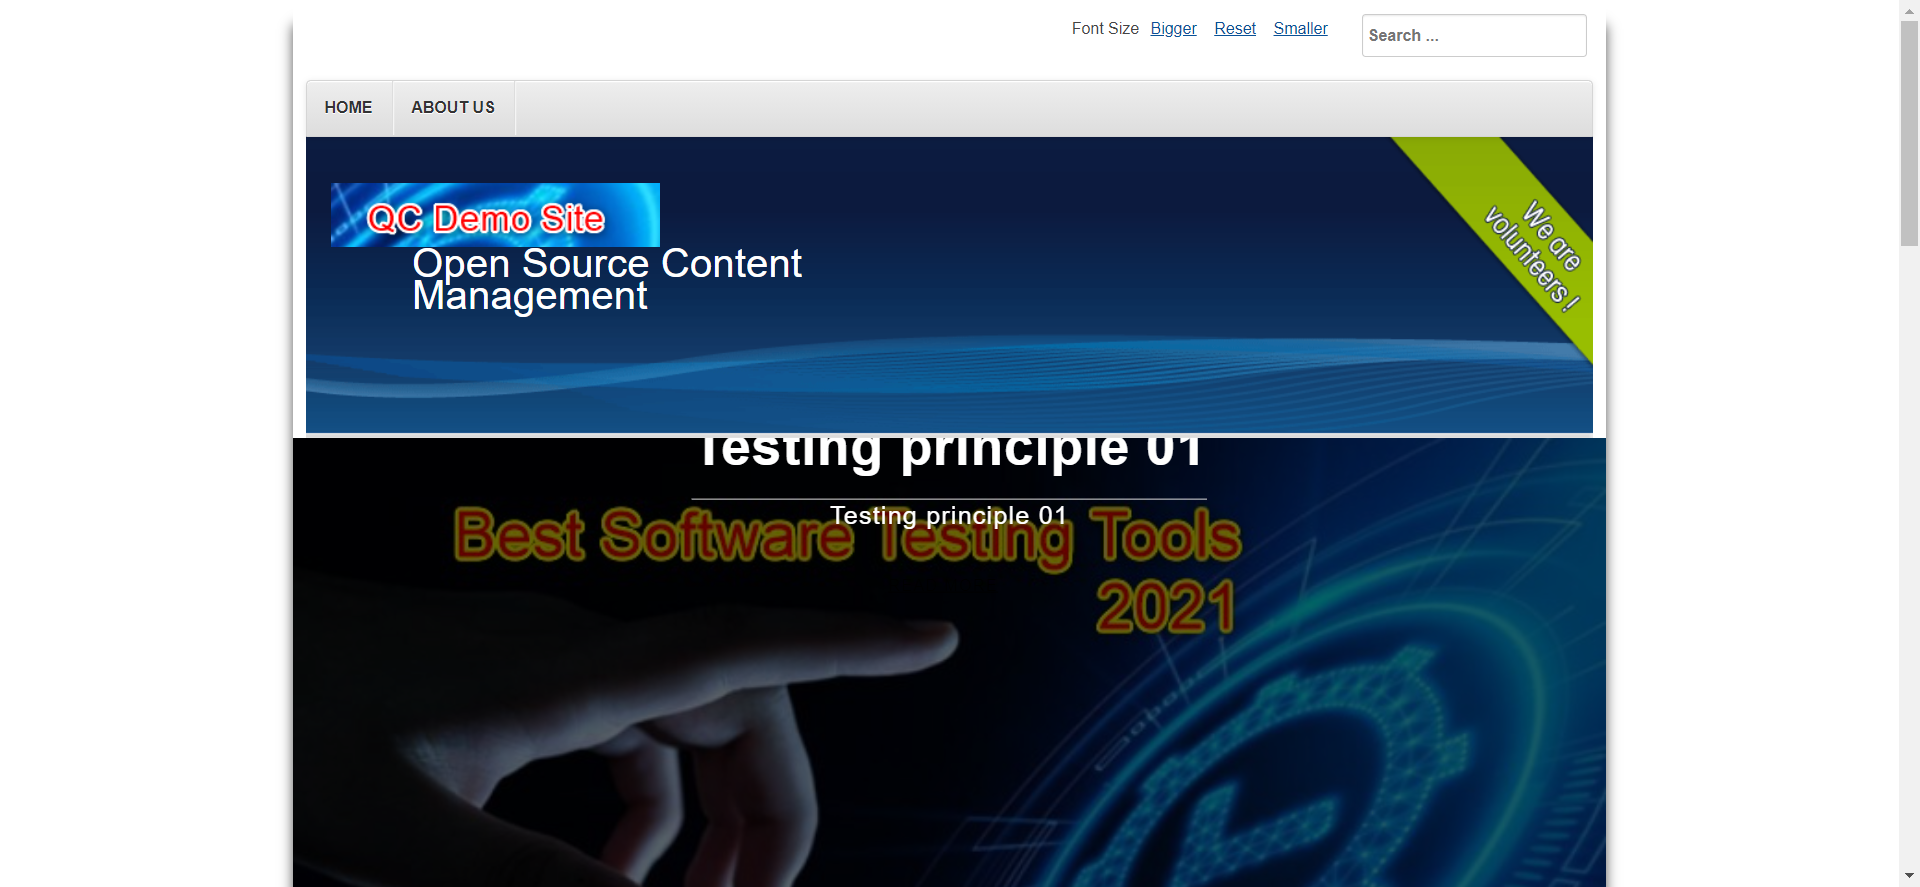 Font Size Bigger Reset Smaller
Search ...
HOME ABOUT US
QC Demo Site
Open Source Content
Management
We are
volunteers !
Testing principle 01
Testing principle 01
Best Software Testing Tools
2021